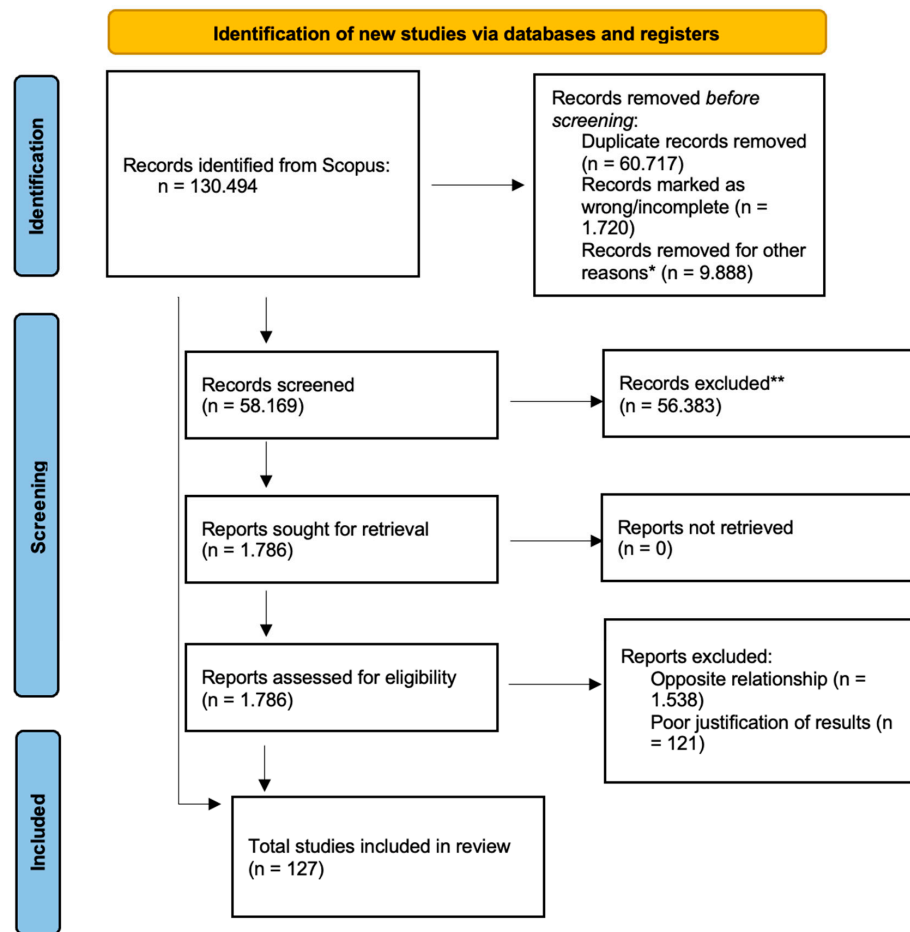 Identification of new studies via databases and registers
Identification
Records identified from Scopus:
n = 130.494
Records removed before
screening:
Duplicate records removed
(n = 60.717)
Records marked as
wrong/incomplete (n =
1.720)
Records removed for other
reasons* (n = 9.888)
Screening
Records screened
(n = 58.169)
Records excluded**
(n = 56.383)
Reports sought for retrieval
(n = 1.786)
Reports not retrieved
(n = 0)
Reports assessed for eligibility
(n = 1.786)
Reports excluded:
Opposite relationship (n =
1.538)
Poor justification of results (n
= 121)
Included
Total studies included in review
(n = 127)